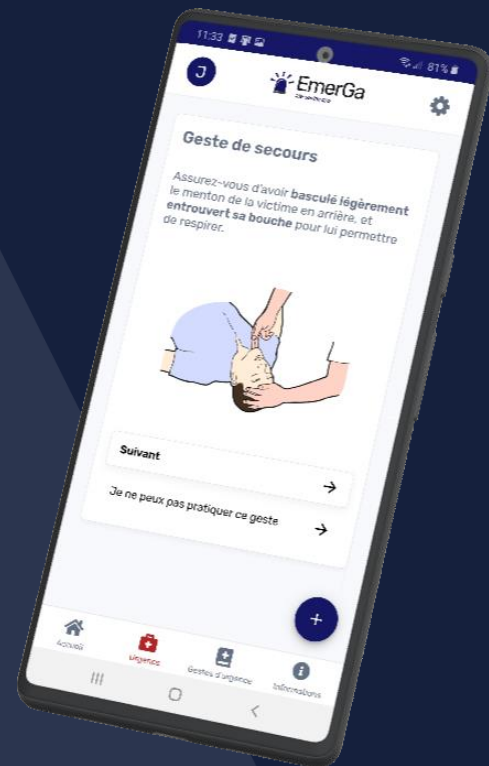 11:33
81%
J
EmerGa
Geste de secours
Assurez-vous d'avoir basculé légèrement
le menton de la victime en arrière, et
entrouvert sa bouche pour lui permettre
de respirer.
Suivant
Je ne peux pas pratiquer ce geste
Accueil
Urgence
Gestes d'urgence
Informations